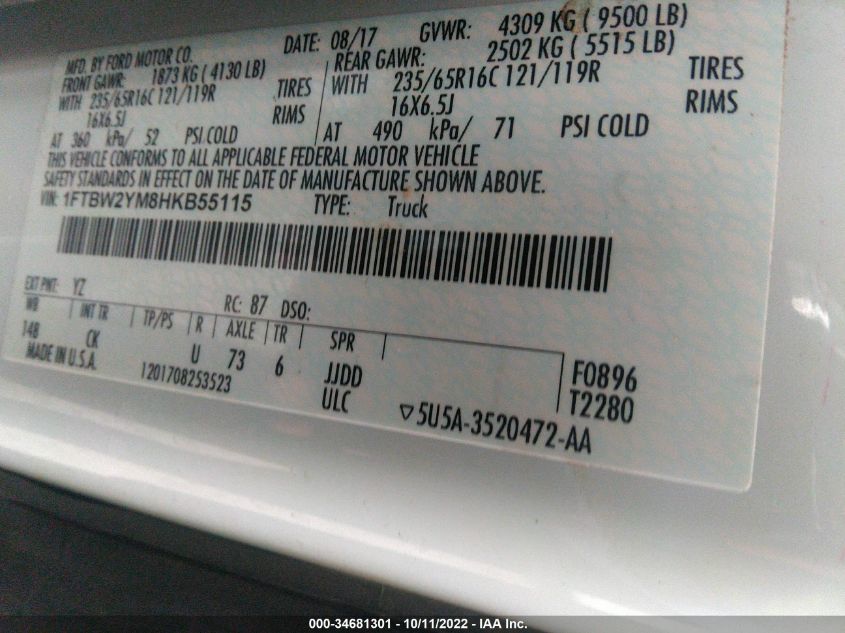 MFD. BY FORD MOTOR CO.
DATE: 08/17 GVWR: 4309 KG ( 9500 LB)
FRONT GAWR: 1873 KG ( 4130 LB) REAR GAWR: 2502 KG ( 5515 LB)
WITH 235/65R16C 121/119R TIRES WITH 235/65R16C 121/119R TIRES
16X6.5J RIMS 16X6.5J RIMS
AT 360 kPa/ 52 PSI COLD AT 490 kPa/ 71 PSI COLD
THIS VEHICLE CONFORMS TO ALL APPLICABLE FEDERAL MOTOR VEHICLE
SAFETY STANDARDS IN EFFECT ON THE DATE OF MANUFACTURE SHOWN ABOVE.
VIN: 1FTBW2YM8HKB55115 TYPE: Truck
EXT PNT: YZ RC: 87 DSO:
WB INT TR TP/PS R AXLE TR SPR
148 CK U 73 6 JJDD F0896
MADE IN U.S.A. 1201708253523 ULC T2280
▽5U5A-3520472-AA
000-34681301 - 10/11/2022 - IAA Inc.